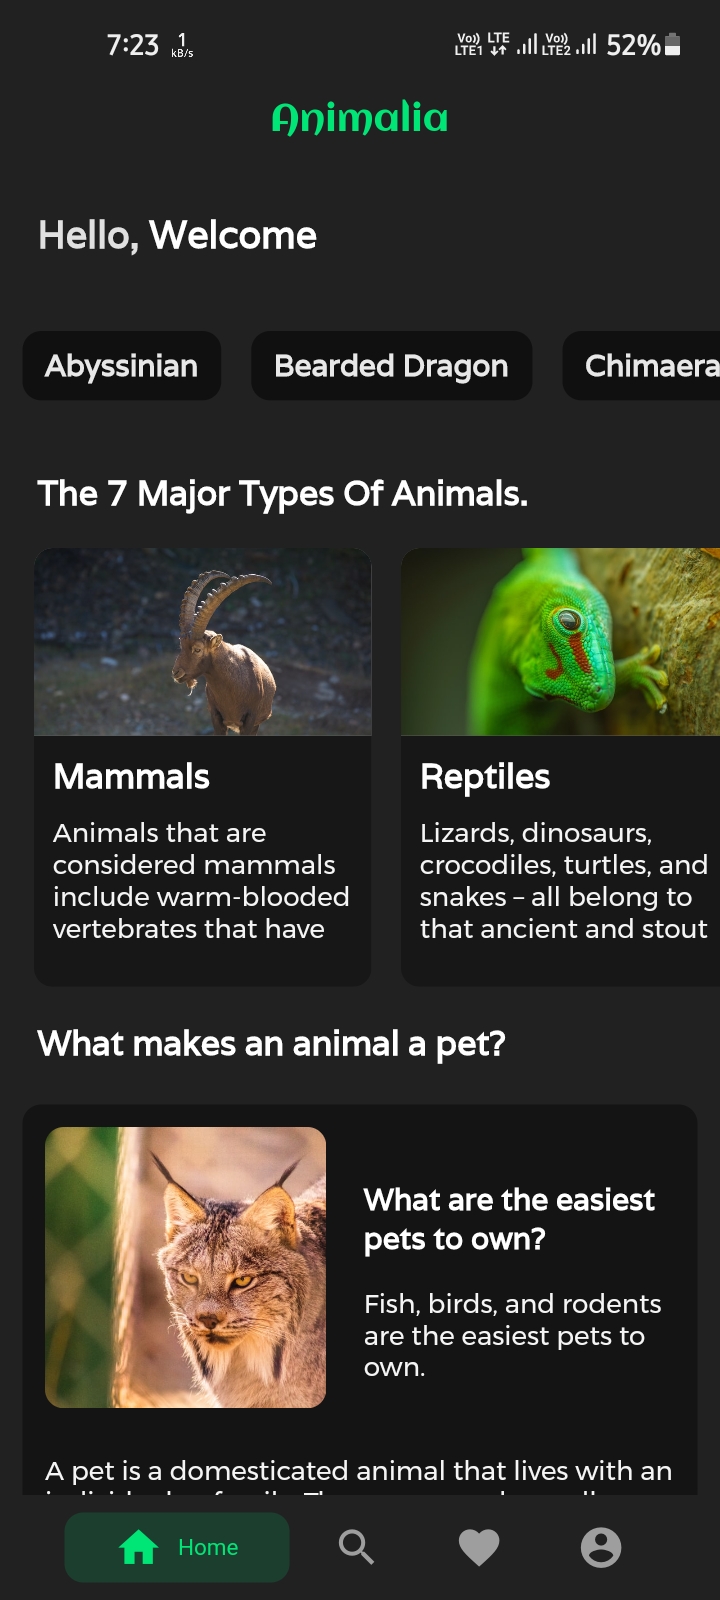 7:23 1 kB/s Vo)) LTE1 LTE Vo)) LTE2 52%
Animalia
Hello, Welcome
Abyssinian Bearded Dragon Chimaera
The 7 Major Types Of Animals.
Mammals
Animals that are
considered mammals
include warm-blooded
vertebrates that have
Reptiles
Lizards, dinosaurs,
crocodiles, turtles, and
snakes – all belong to
that ancient and stout
What makes an animal a pet?
What are the easiest
pets to own?
Fish, birds, and rodents
are the easiest pets to
own.
A pet is a domesticated animal that lives with an
Home